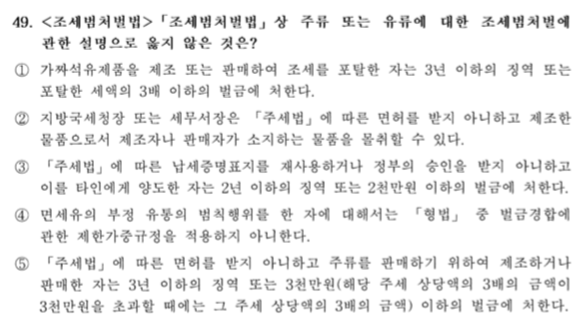 49. <조세범처벌법>「조세범처벌법」상 주류 또는 유류에 대한 조세범처벌에
관한 설명으로 옳지 않은 것은?
① 가짜석유제품을 제조 또는 판매하여 조세를 포탈한 자는 3년 이하의 징역 또는
포탈한 세액의 3배 이하의 벌금에 처한다.
② 지방국세청장 또는 세무서장은 「주세법」에 따른 면허를 받지 아니하고 제조한
물품으로서 제조자나 판매자가 소지하는 물품을 몰취할 수 있다.
③ 「주세법」에 따른 납세증명표지를 재사용하거나 정부의 승인을 받지 아니하고
이를 타인에게 양도한 자는 2년 이하의 징역 또는 2천만원 이하의 벌금에 처한다.
④ 면세유의 부정 유통의 범칙행위를 한 자에 대해서는 「형법」 중 벌금경합에
관한 제한가중규정을 적용하지 아니한다.
⑤ 「주세법」에 따른 면허를 받지 아니하고 주류를 판매하기 위하여 제조하거나
판매한 자는 3년 이하의 징역 또는 3천만원(해당 주세 상당액의 3배의 금액이
3천만원을 초과할 때에는 그 주세 상당액의 3배의 금액) 이하의 벌금에 처한다.